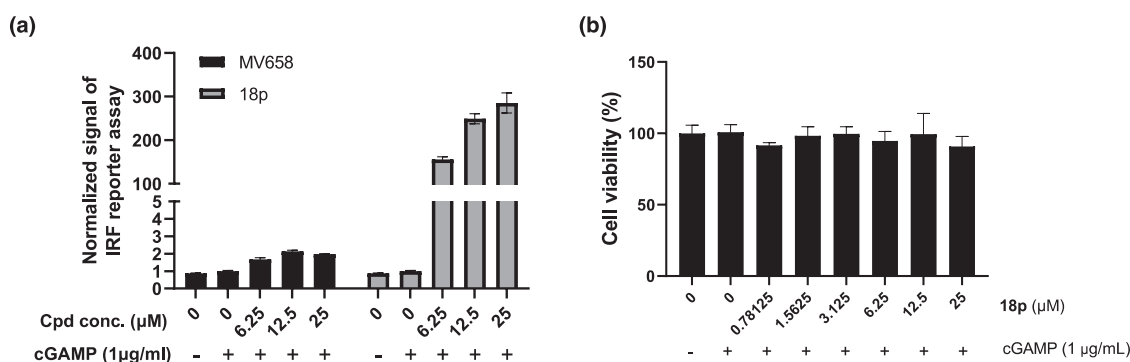 (a)
Normalized signal of
IRF reporter assay
400
300
200
100
5
4
3
2
1
0
MV658
18p
0 0 6.25 12.5 25 0 0 6.25 12.5 25
Cpd conc. (µM)
cGAMP (1µg/ml) - + + + + - + + + +
(b)
Cell viability (%)
150
100
50
0
0 0 0.78125 1.5625 3.125 6.25 12.5 25
18p (µM)
- + + + + + + + cGAMP (1 µg/mL)